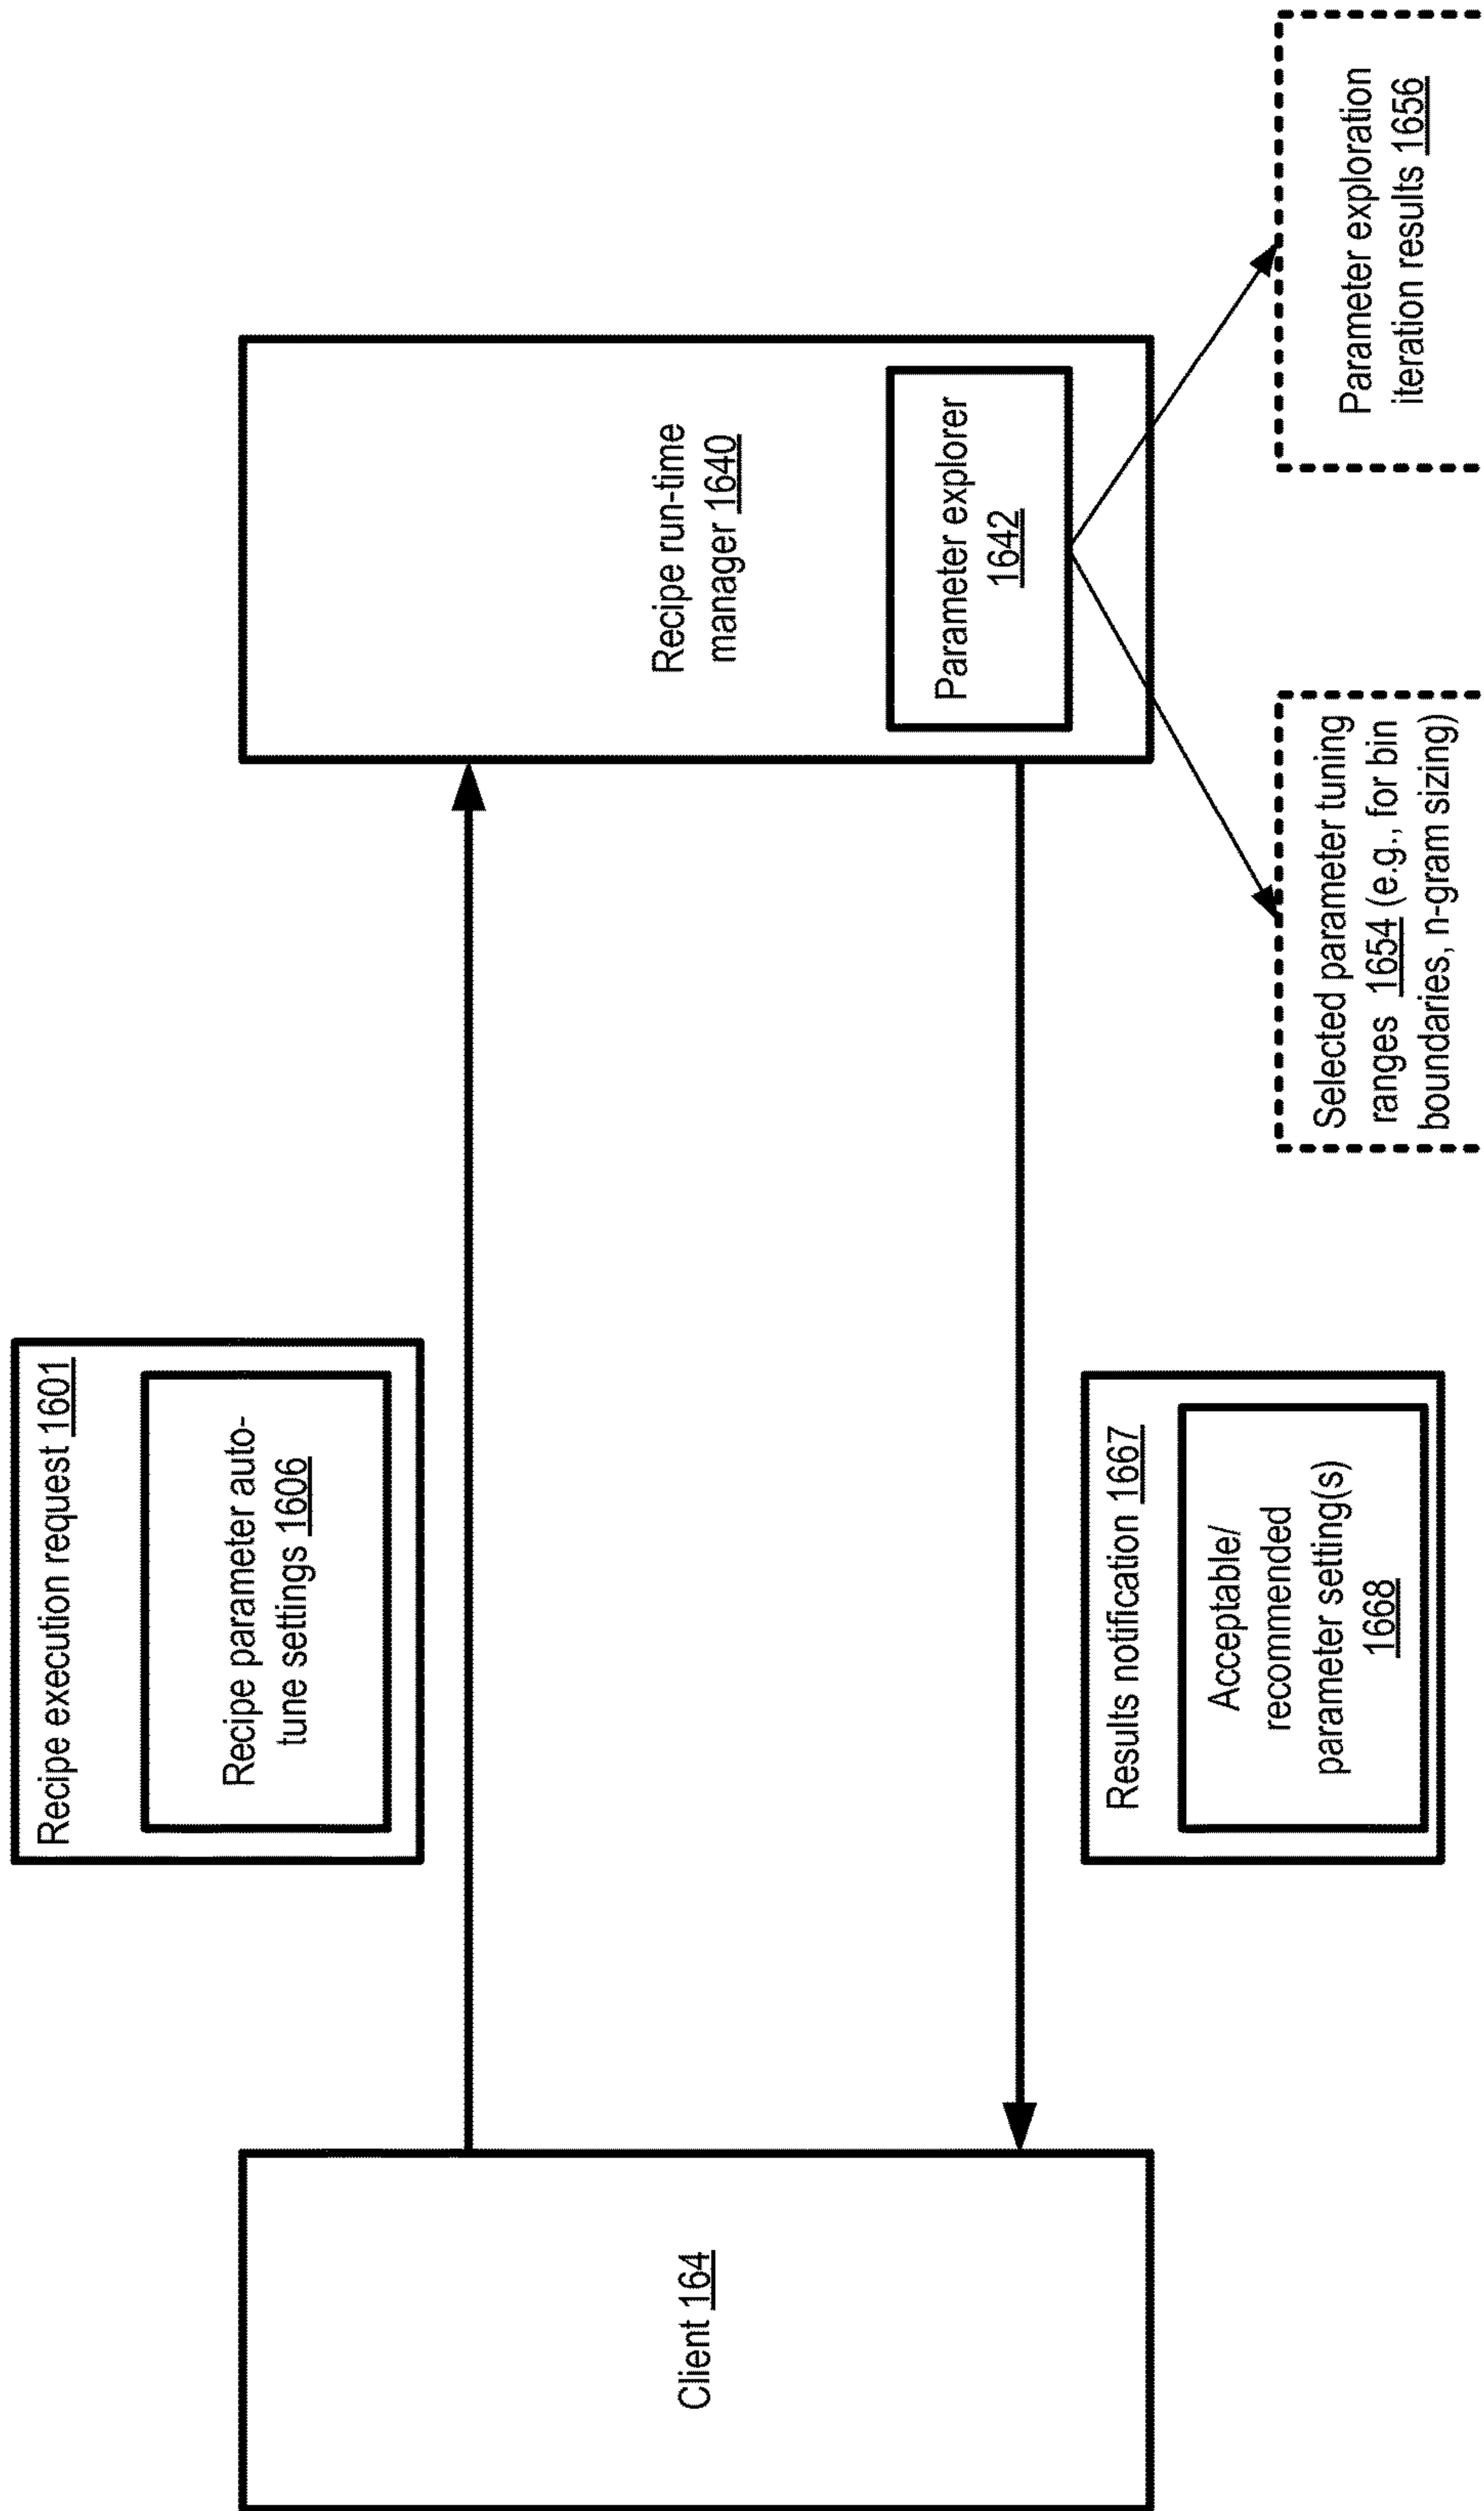 Recipe execution request 1601
Recipe parameter auto-
tune settings 1606
Client 164
Recipe run-time
manager 1640
Parameter explorer
1642
Results notification 1667
Acceptable/
recommended
parameter setting(s)
1668
Selected parameter tuning
ranges 1654 (e.g., for bin
boundaries, n-gram sizing)
Parameter exploration
iteration results 1656